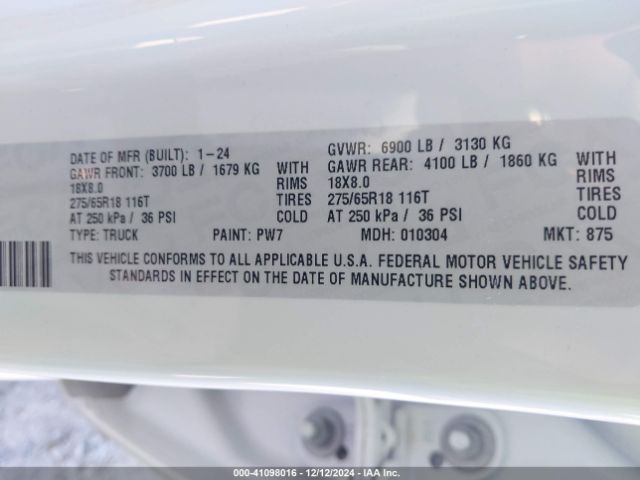 DATE OF MFR (BUILT): 1-24 GVWR: 6900 LB / 3130 KG
GAWR FRONT: 3700 LB / 1679 KG WITH GAWR REAR: 4100 LB / 1860 KG WITH
18X8.0 RIMS 18X8.0 RIMS
275/65R18 116T TIRES 275/65R18 116T TIRES
AT 250 kPa / 36 PSI COLD AT 250 kPa / 36 PSI COLD
TYPE: TRUCK PAINT: PW7 MDH: 010304 MKT: 875
THIS VEHICLE CONFORMS TO ALL APPLICABLE U.S.A. FEDERAL MOTOR VEHICLE SAFETY
STANDARDS IN EFFECT ON THE DATE OF MANUFACTURE SHOWN ABOVE.
000-41098016 - 12/12/2024 - IAA Inc.